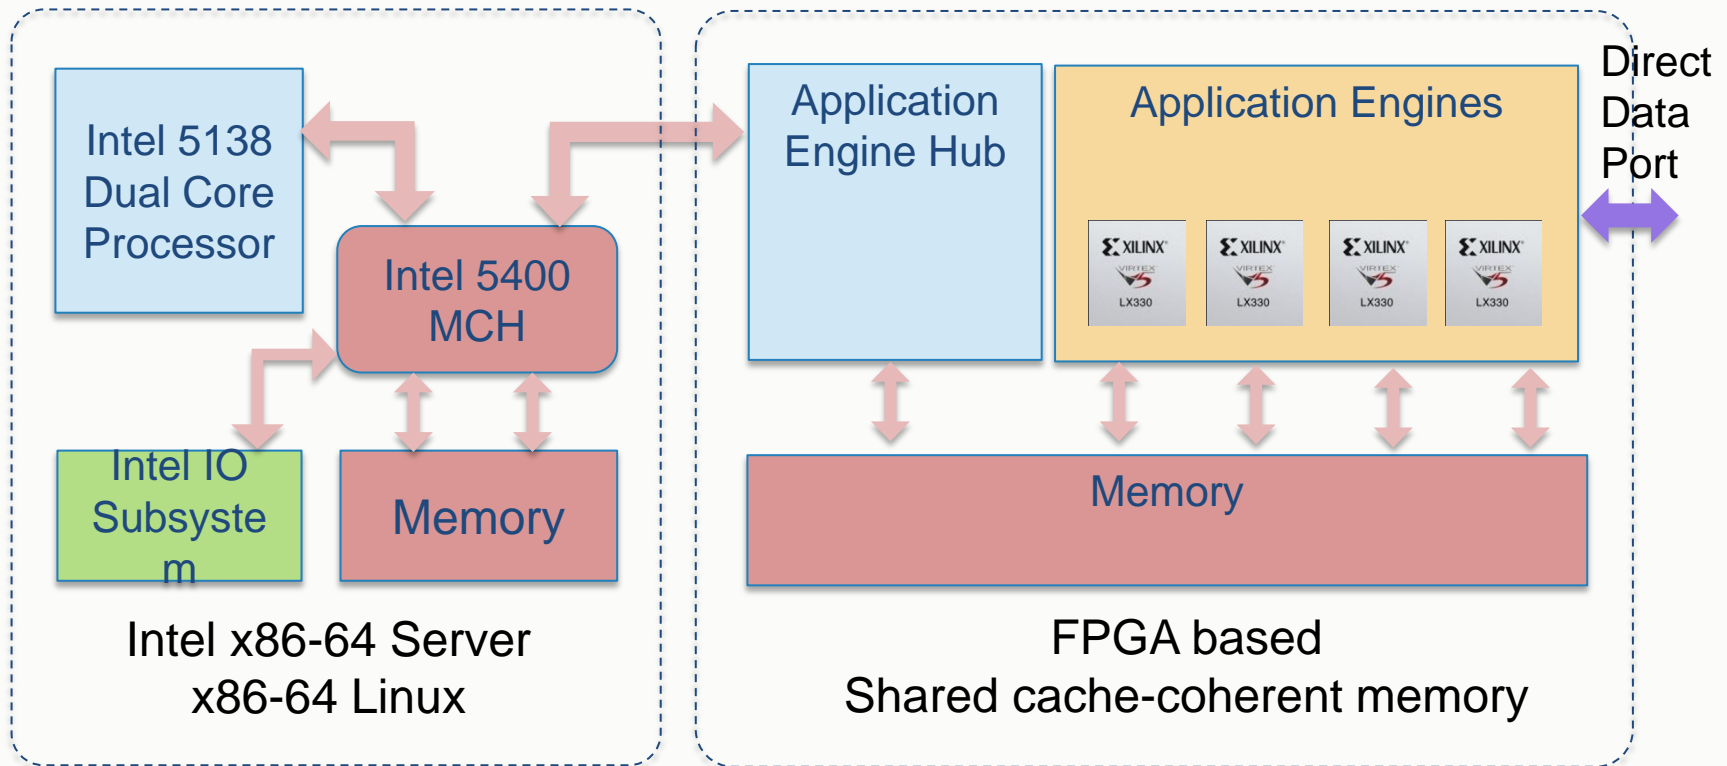 Intel 5138
Dual Core
Processor
Intel 5400
MCH
Intel IO
Subsyste
m
Memory
Intel x86-64 Server
x86-64 Linux
Application
Engine Hub
Application Engines
XILINX®
VIRTEX
5
LX330
XILINX®
VIRTEX
5
LX330
XILINX®
VIRTEX
5
LX330
XILINX®
VIRTEX
5
LX330
Direct
Data
Port
Memory
FPGA based
Shared cache-coherent memory